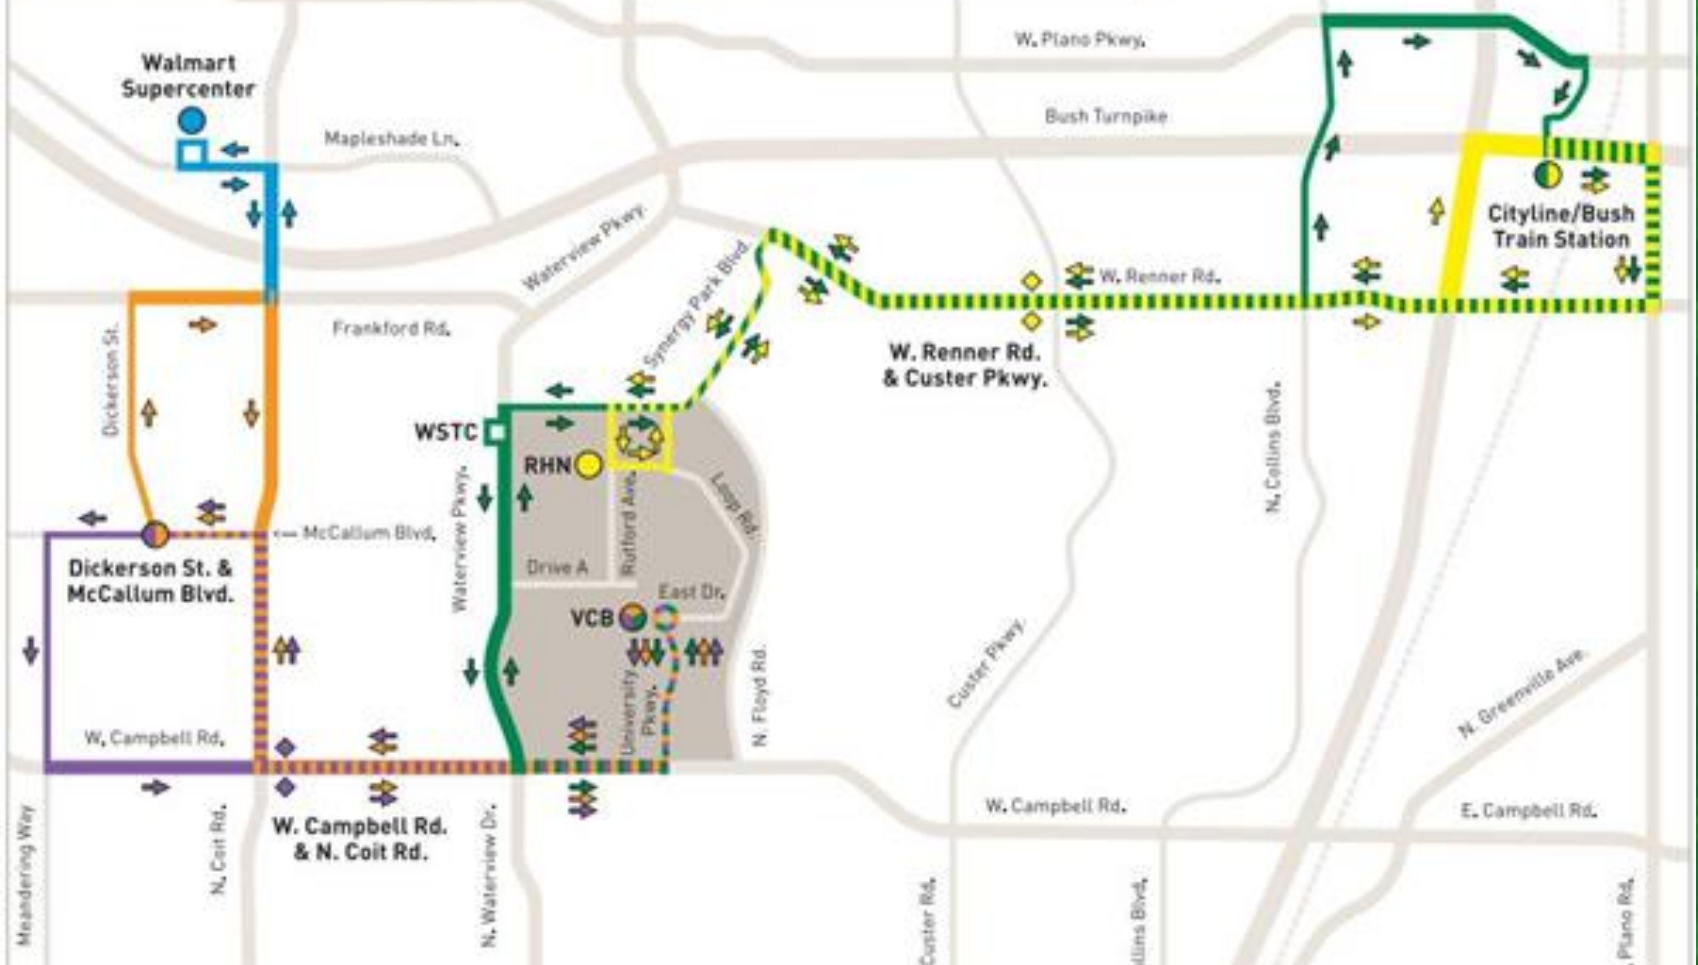 W. Plano Pkwy.
Walmart
Supercenter
Bush Turnpike
Mapleshade Ln.
Cityline/Bush
Train Station
Waterview Pkwy.
Synergy Park Blvd.
W. Renner Rd.
Frankford Rd.
Dickerson St.
W. Renner Rd.
& Custer Pkwy.
N. Collins Blvd.
WSTC
RHN
Waterview Pkwy.
Rutford Ave.
Loop Rd.
McCallum Blvd.
Dickerson St. &
McCallum Blvd.
Drive A
East Dr.
VCB
University
Pkwy.
N. Floyd Rd.
Custer Pkwy.
N. Greenville Ave.
W. Campbell Rd.
W. Campbell Rd.
& N. Coit Rd.
W. Campbell Rd.
E. Campbell Rd.
Meandering Way
N. Coit Rd.
N. Waterview Dr.
Custer Rd.
llins Blvd.
Plano Rd.